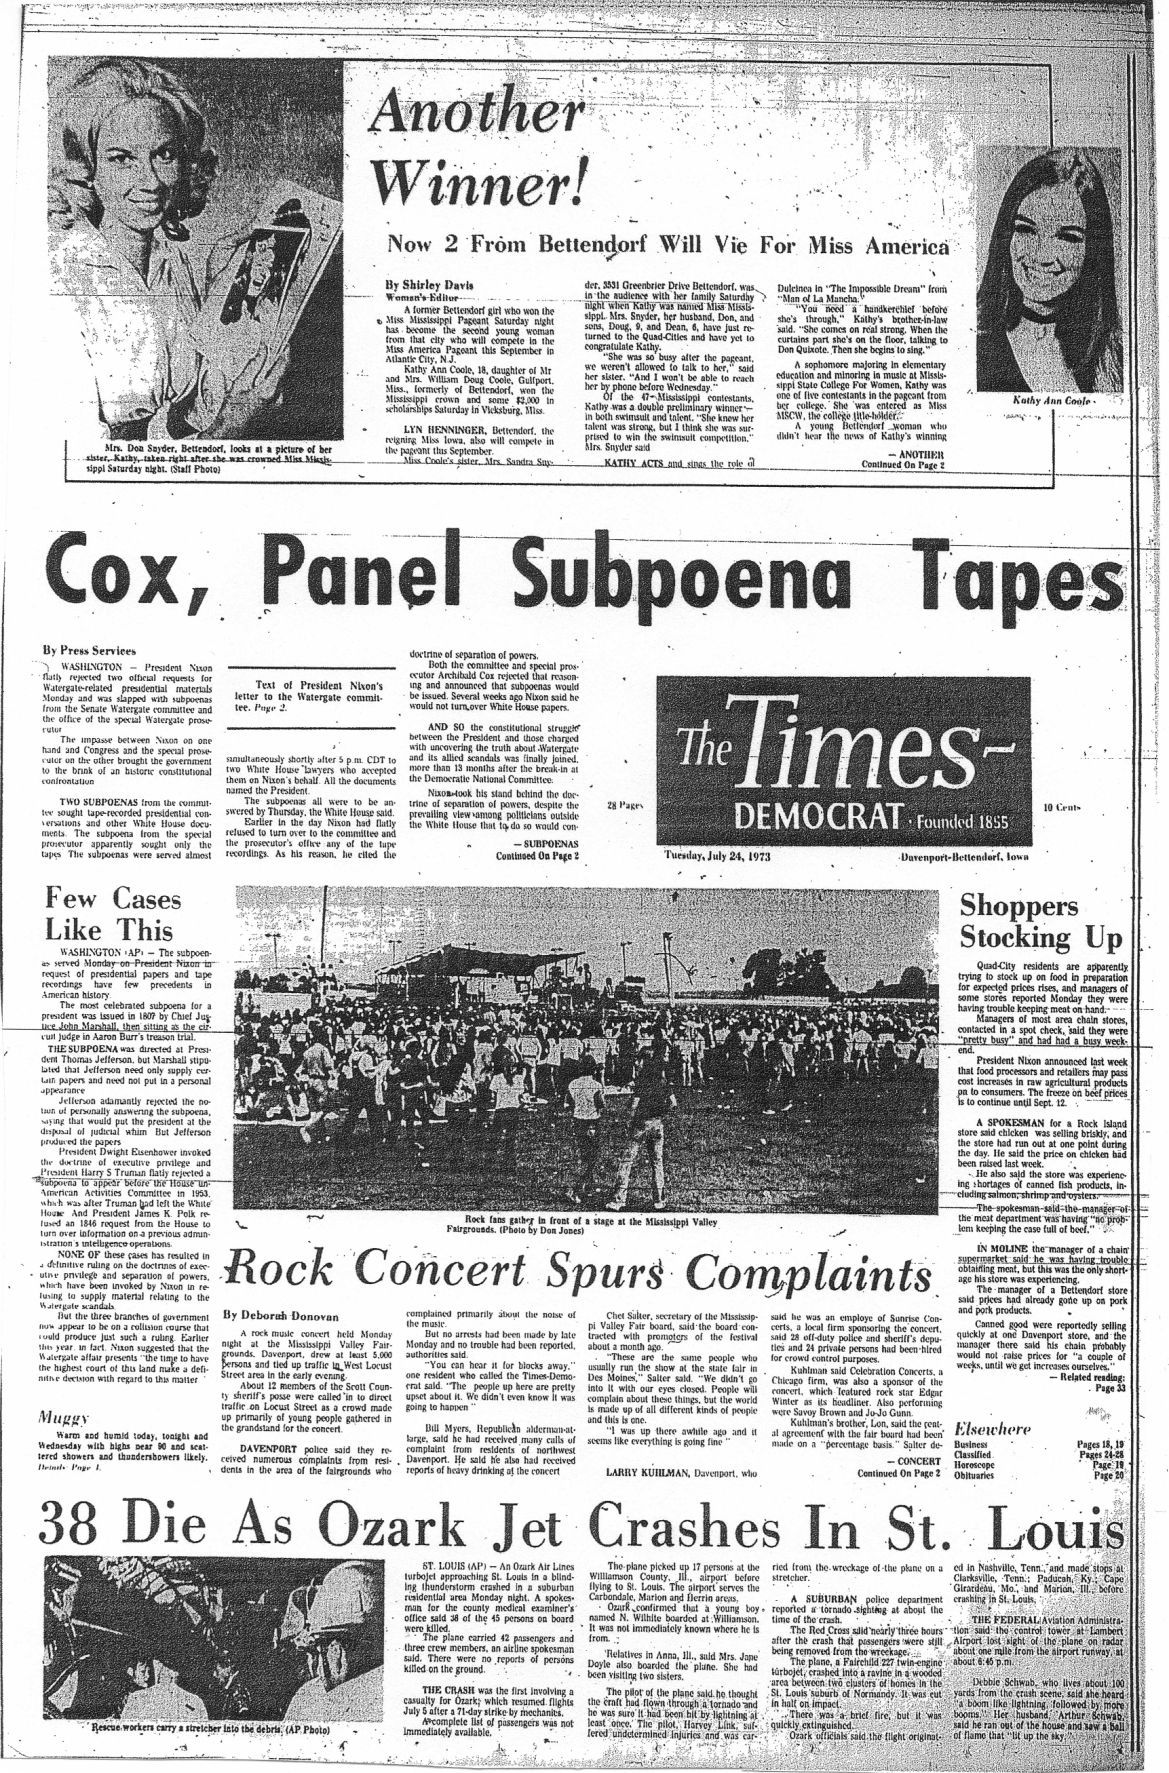 Another
Winner!
Now 2 From Bettendorf Will Vie For Miss America
Mrs. Don Snyder, Bettendorf, looks at a picture of her
sister, Kathy, taken right after she was crowned Miss Missis-
sippi Saturday night. (Staff Photo)
By Shirley Davis
Woman's Editor
A former Bettendorf girl who won the
Miss Mississippi Pageant Saturday night
has become the second young woman
from that city who will compete in the
Miss America Pageant this September in
Atlantic City, N.J.
Kathy Ann Coole, 18, daughter of Mr
and Mrs. William Doug Coole, Gulfport,
Miss., formerly of Bettendorf, won the
Mississippi crown and some $2,000 in
scholarships Saturday in Vicksburg, Miss.
LYN HENNINGER, Bettendorf, the
reigning Miss Iowa, also will compete in
the pageant this September.
Miss Coole's sister, Mrs. Sandra Sny-
der, 3531 Greenbrier Drive Bettendorf, was
in the audience with her family Saturday
night when Kathy was named Miss Missis-
sippi. Mrs. Snyder, her husband, Don, and
sons, Doug, 9, and Dean, 6, have just re-
turned to the Quad-Cities and have yet to
congratulate Kathy.
"She was so busy after the pageant,
we weren't allowed to talk to her," said
her sister. "And I won't be able to reach
her by phone before Wednesday."
Of the 47 Mississippi contestants,
Kathy was a double preliminary winner
in both swimsuit and talent. "She knew her
talent was strong, but I think she was sur-
prised to win the swimsuit competition,"
Mrs. Snyder said
KATHY ACTS and sings the role of
Dulcinea in "The Impossible Dream" from
"Man of La Mancha."
"You need a handkerchief before
she's through," Kathy's brother-in-law
said. "She comes on real strong. When the
curtains part she's on the floor, talking to
Don Quixote. Then she begins to sing."
A sophomore majoring in elementary
education and minoring in music at Missis-
sippi State College For Women, Kathy was
one of five contestants in the pageant from
her college. She was entered as Miss
MSCW, the college title-holder.
A young Bettendorf woman who
didn't hear the news of Kathy's winning
— ANOTHER
Continued On Page 2
Kathy Ann Coole
Cox, Panel Subpoena Tapes
By Press Services
WASHINGTON — President Nixon
flatly rejected two official requests for
Watergate-related presidential materials
Monday and was slapped with subpoenas
from the Senate Watergate committee and
the office of the special Watergate prose-
cutor
The impasse between Nixon on one
hand and Congress and the special prose-
cutor on the other brought the government
to the brink of an historic constitutional
confrontation
TWO SUBPOENAS from the commit-
tee sought tape-recorded presidential con-
versations and other White House docu-
ments. The subpoena from the special
prosecutor apparently sought only the
tapes The subpoenas were served almost
Text of President Nixon's
letter to the Watergate commit-
tee. Page 2.
simultaneously shortly after 5 p.m. CDT to
two White House lawyers who accepted
them on Nixon's behalf. All the documents
named the President.
The subpoenas all were to be an-
swered by Thursday, the White House said.
Earlier in the day Nixon had flatly
refused to turn over to the committee and
the prosecutor's office any of the tape
recordings. As his reason, he cited the
doctrine of separation of powers.
Both the committee and special pros-
ecutor Archibald Cox rejected that reason-
ing and announced that subpoenas would
be issued. Several weeks ago Nixon said he
would not turn over White House papers.
AND SO the constitutional struggle
between the President and those charged
with uncovering the truth about Watergate
and its allied scandals was finally joined,
more than 13 months after the break-in at
the Democratic National Committee.
Nixon took his stand behind the doc-
trine of separation of powers, despite the
prevailing view among politicians outside
the White House that to do so would con-
— SUBPOENAS
Continued On Page 2
28 Pages
The Times-
DEMOCRAT · Founded 1855
10 Cents
Tuesday, July 24, 1973
Davenport-Bettendorf, Iowa
Few Cases
Like This
WASHINGTON (AP) — The subpoen-
as served Monday on President Nixon in
request of presidential papers and tape
recordings have few precedents in
American history.
The most celebrated subpoena for a
president was issued in 1807 by Chief Jus-
tice John Marshall, then sitting as the cir-
cuit judge in Aaron Burr's treason trial.
THE SUBPOENA was directed at Presi-
dent Thomas Jefferson, but Marshall stipu-
lated that Jefferson need only supply cer-
tain papers and need not put in a personal
appearance
Jefferson adamantly rejected the no-
tion of personally answering the subpoena,
saying that would put the president at the
disposal of judicial whim But Jefferson
produced the papers
President Dwight Eisenhower invoked
the doctrine of executive privilege and
President Harry S Truman flatly rejected a
subpoena to appear before the House un-
American Activities Committee in 1953,
which was after Truman had left the White
House And President James K. Polk re-
fused an 1846 request from the House to
turn over information on a previous admin-
istration's intelligence operations.
NONE OF these cases has resulted in
a definitive ruling on the doctrines of exec-
utive privilege and separation of powers,
which have been invoked by Nixon in re-
fusing to supply material relating to the
Watergate scandals.
But the three branches of government
now appear to be on a collision course that
could produce just such a ruling. Earlier
this year, in fact, Nixon suggested that the
Watergate affair presents "the time to have
the highest court of this land make a defi-
nitive decision with regard to this matter
Muggy
Warm and humid today, tonight and
Wednesday with highs near 90 and scat-
tered showers and thundershowers likely.
Details Page 1.
Rock fans gather in front of a stage at the Mississippi Valley
Fairgrounds. (Photo by Don Jones)
Rock Concert Spurs Complaints
By Deborah Donovan
A rock music concert held Monday
night at the Mississippi Valley Fair-
grounds, Davenport, drew at least 5,000
persons and tied up traffic in West Locust
Street area in the early evening.
About 12 members of the Scott Coun-
ty sheriff's posse were called in to direct
traffic on Locust Street as a crowd made
up primarily of young people gathered in
the grandstand for the concert.
DAVENPORT police said they re-
ceived numerous complaints from resi-
dents in the area of the fairgrounds who
complained primarily about the noise of
the music.
But no arrests had been made by late
Monday and no trouble had been reported,
authorities said.
"You can hear it for blocks away,"
one resident who called the Times-Demo-
crat said. "The people up here are pretty
upset about it. We didn't even know it was
going to happen "
Bill Myers, Republican alderman-at-
large, said he had received many calls of
complaint from residents of northwest
Davenport. He said he also had received
reports of heavy drinking at the concert
Chet Salter, secretary of the Mississip-
pi Valley Fair board, said the board con-
tracted with promoters of the festival
about a month ago.
"These are the same people who
usually run the show at the state fair in
Des Moines," Salter said. "We didn't go
into it with our eyes closed. People will
complain about these things, but the world
is made up of all different kinds of people
and this is one.
"I was up there awhile ago and it
seems like everything is going fine "
LARRY KUHLMAN, Davenport, who
said he was an employe of Sunrise Con-
certs, a local firm sponsoring the concert,
said 28 off-duty police and sheriff's depu-
ties and 24 private persons had been hired
for crowd control purposes.
Kuhlman said Celebration Concerts, a
Chicago firm, was also a sponsor of the
concert, which featured rock star Edgar
Winter as its headliner. Also performing
were Savoy Brown and Jo-Jo Gunn.
Kuhlman's brother, Lon, said the cent-
al agreement with the fair board had been
made on a "percentage basis." Salter de-
— CONCERT
Continued On Page 2
Shoppers
Stocking Up
Quad-City residents are apparently
trying to stock up on food in preparation
for expected prices rises, and managers of
some stores reported Monday they were
having trouble keeping meat on hand.
Managers of most area chain stores,
contacted in a spot check, said they were
"pretty busy" and had had a busy week-
end.
President Nixon announced last week
that food processors and retailers may pass
cost increases in raw agricultural products
on to consumers. The freeze on beef prices
is to continue until Sept. 12.
A SPOKESMAN for a Rock Island
store said chicken was selling briskly, and
the store had run out at one point during
the day. He said the price on chicken had
been raised last week.
He also said the store was experienc-
ing shortages of canned fish products, in-
cluding salmon, shrimp and oysters.
The spokesman said the manager of
the meat department was having "no prob-
lem keeping the case full of beef."
IN MOLINE the manager of a chain
supermarket said he was having trouble
obtaining meat, but this was the only short-
age his store was experiencing.
The manager of a Bettendorf store
said prices had already gone up on pork
and pork products.
Canned good were reportedly selling
quickly at one Davenport store, and the
manager there said his chain probably
would not raise prices for "a couple of
weeks, until we get increases ourselves."
— Related reading:
Page 33
Elsewhere
Business Pages 18, 19
Classified Pages 24-28
Horoscope Page 19
Obituaries Page 20
38 Die As Ozark Jet Crashes In St. Louis
Rescue workers carry a stretcher into the debris. (AP Photo)
ST. LOUIS (AP) — An Ozark Air Lines
turbojet approaching St. Louis in a blind-
ing thunderstorm crashed in a suburban
residential area Monday night. A spokes-
man for the county medical examiner's
office said 38 of the 45 persons on board
were killed.
The plane carried 42 passengers and
three crew members, an airline spokesman
said. There were no reports of persons
killed on the ground.
THE CRASH was the first involving a
casualty for Ozark, which resumed flights
July 5 after a 71-day strike by mechanics.
A complete list of passengers was not
immediately available.
The plane picked up 17 persons at the
Williamson County, Ill., airport before
flying to St. Louis. The airport serves the
Carbondale, Marion and Herrin areas.
Ozark confirmed that a young boy
named N. Wilhite boarded at Williamson.
It was not immediately known where he is
from.
Relatives in Anna, Ill., said Mrs. Jane
Doyle also boarded the plane. She had
been visiting two sisters.
The pilot of the plane said he thought
the craft had flown through a tornado and
he was sure it had been hit by lightning at
least once. The pilot, Harvey Link, suf-
fered undetermined injuries and was car-
ried from the wreckage of the plane on a
stretcher.
A SUBURBAN police department
reported a tornado sighting at about the
time of the crash.
The Red Cross said nearly three hours
after the crash that passengers were still
being removed from the wreckage.
The plane, a Fairchild 227 twin-engine
turbojet, crashed into a ravine in a wooded
area between two clusters of homes in the
St. Louis suburb of Normandy. It was cut
in half on impact.
There was a brief fire, but it was
quickly extinguished.
Ozark officials said the flight originat-
ed in Nashville, Tenn., and made stops at
Clarksville, Tenn.; Paducah, Ky.; Cape
Girardeau, Mo., and Marion, Ill., before
crashing in St. Louis.
THE FEDERAL Aviation Administra-
tion said the control tower at Lambert
Airport lost sight of the plane on radar
about one mile from the airport runway, at
about 6:45 p.m.
Debbie Schwab, who lives about 100
yards from the crash scene, said she heard
"a boom like lightning, followed by more
booms." Her husband, Arthur Schwab,
said he ran out of the house and saw a ball
of flame that "lit up the sky."